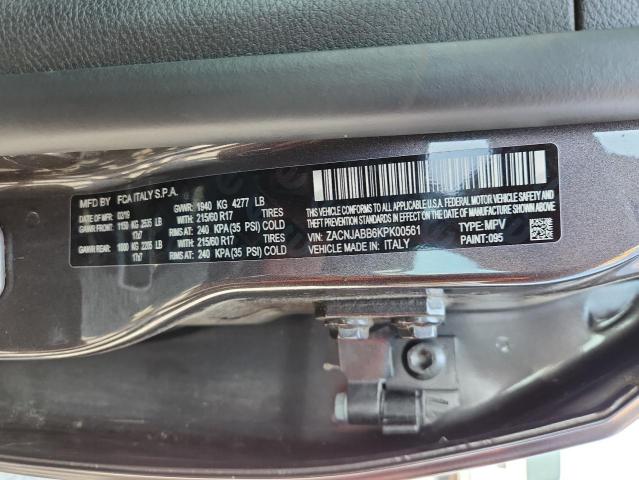 MFD BY FCA ITALY S.P.A.
02/19 GVWR: 1940 KG 4277 LB
GAWR FRONT: 1150 KG 2535 LB WITH: 215/60 R17 TIRES
17x7 RIMS AT: 240 KPA (35 PSI) COLD
GAWR REAR: 1000 KG 2205 LB WITH: 215/60 R17 TIRES
17x7 RIMS AT: 240 KPA (35 PSI) COLD
THIS VEHICLE CONFORMS TO ALL APPLICABLE U.S.A. FEDERAL MOTOR VEHICLE SAFETY,
BUMPER, AND THEFT PREVENTION STANDARDS IN EFFECT ON THE DATE OF MANUFACTURE SHOWN ABOVE.
VIN: ZACNJABB6KPK00561 TYPE: MPV
MADE IN: ITALY PAINT: 095